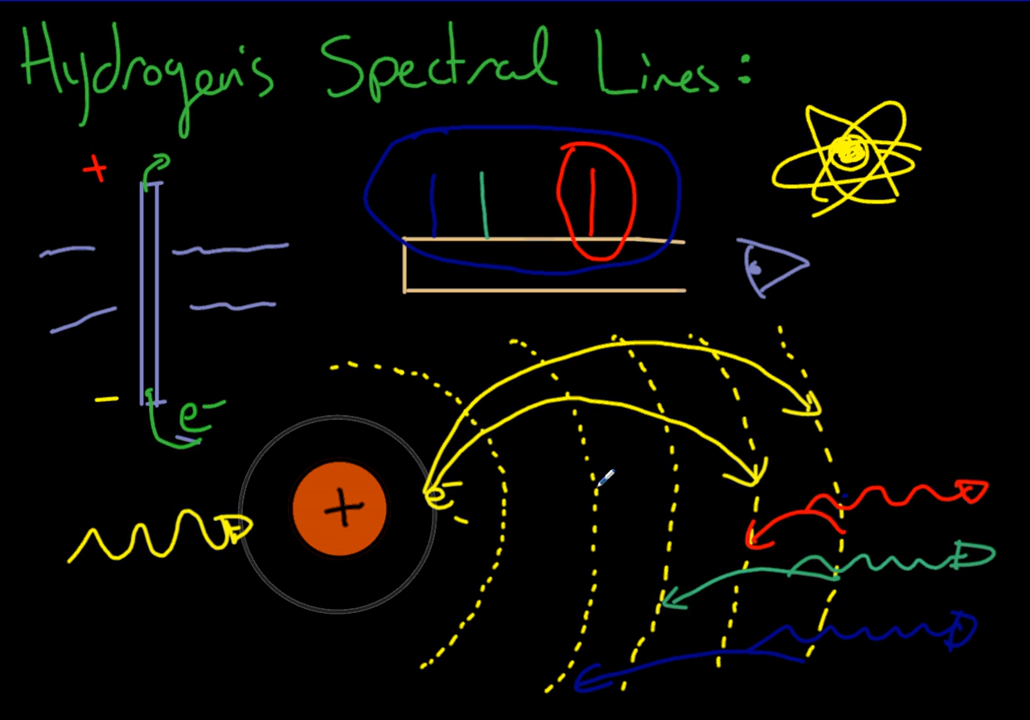 Hydrogen's Spectral Lines:
+
−
e⁻
+
e⁻